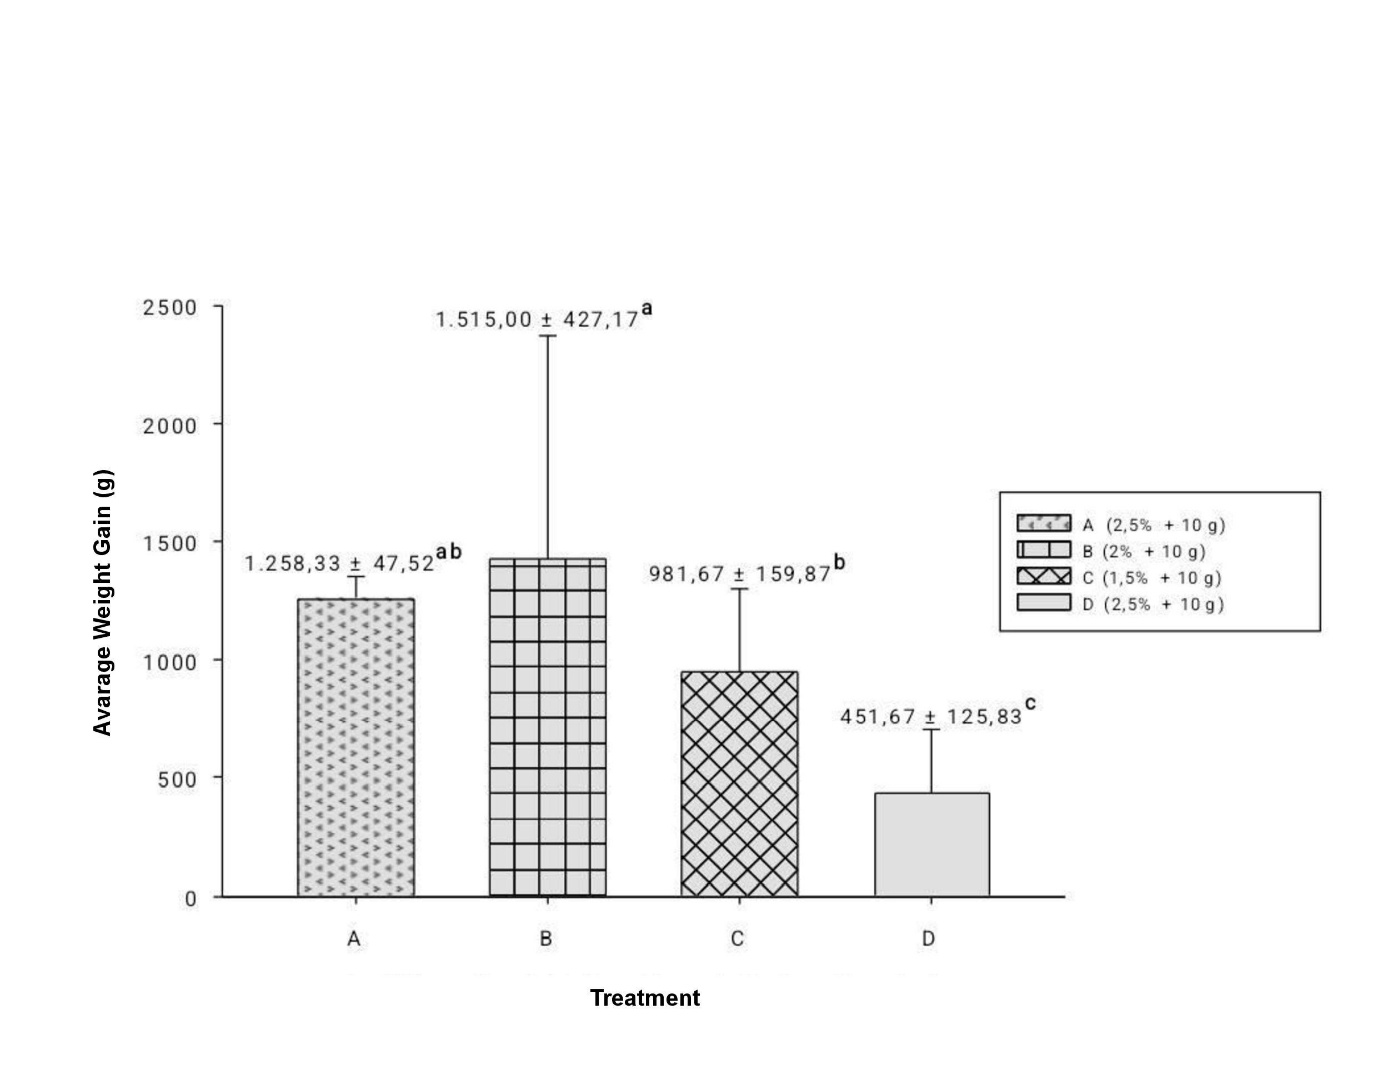 2500
1.515,00 ± 427,17a
2000
1500
1.258,33 ± 47,52ab
981,67 ± 159,87b
1000
451,67 ± 125,83c
500
0
A
B
C
D
Avarage Weight Gain (g)
Treatment
A (2,5% + 10 g)
B (2% + 10 g)
C (1,5% + 10 g)
D (2,5% + 10 g)